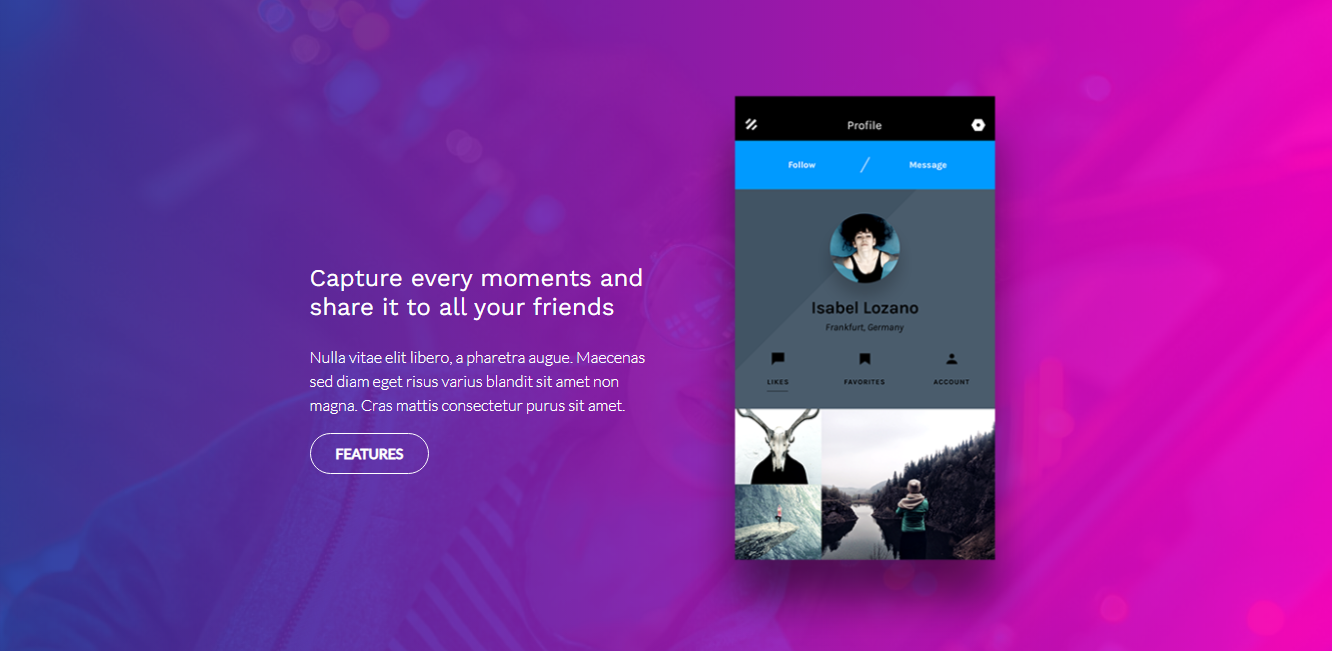 Capture every moments and
share it to all your friends
Nulla vitae elit libero, a pharetra augue. Maecenas
sed diam eget risus varius blandit sit amet non
magna. Cras mattis consectetur purus sit amet.
FEATURES
Profile
Follow / Message
Isabel Lozano
Frankfurt, Germany
LIKES FAVORITES ACCOUNT